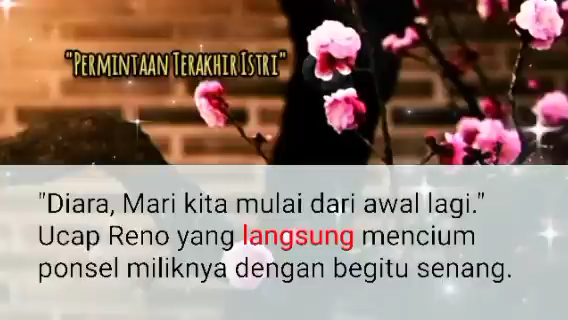 "PERMINTAAN TERAKHIR ISTRI"
"Diara, Mari kita mulai dari awal lagi."
Ucap Reno yang langsung mencium
ponsel miliknya dengan begitu senang.